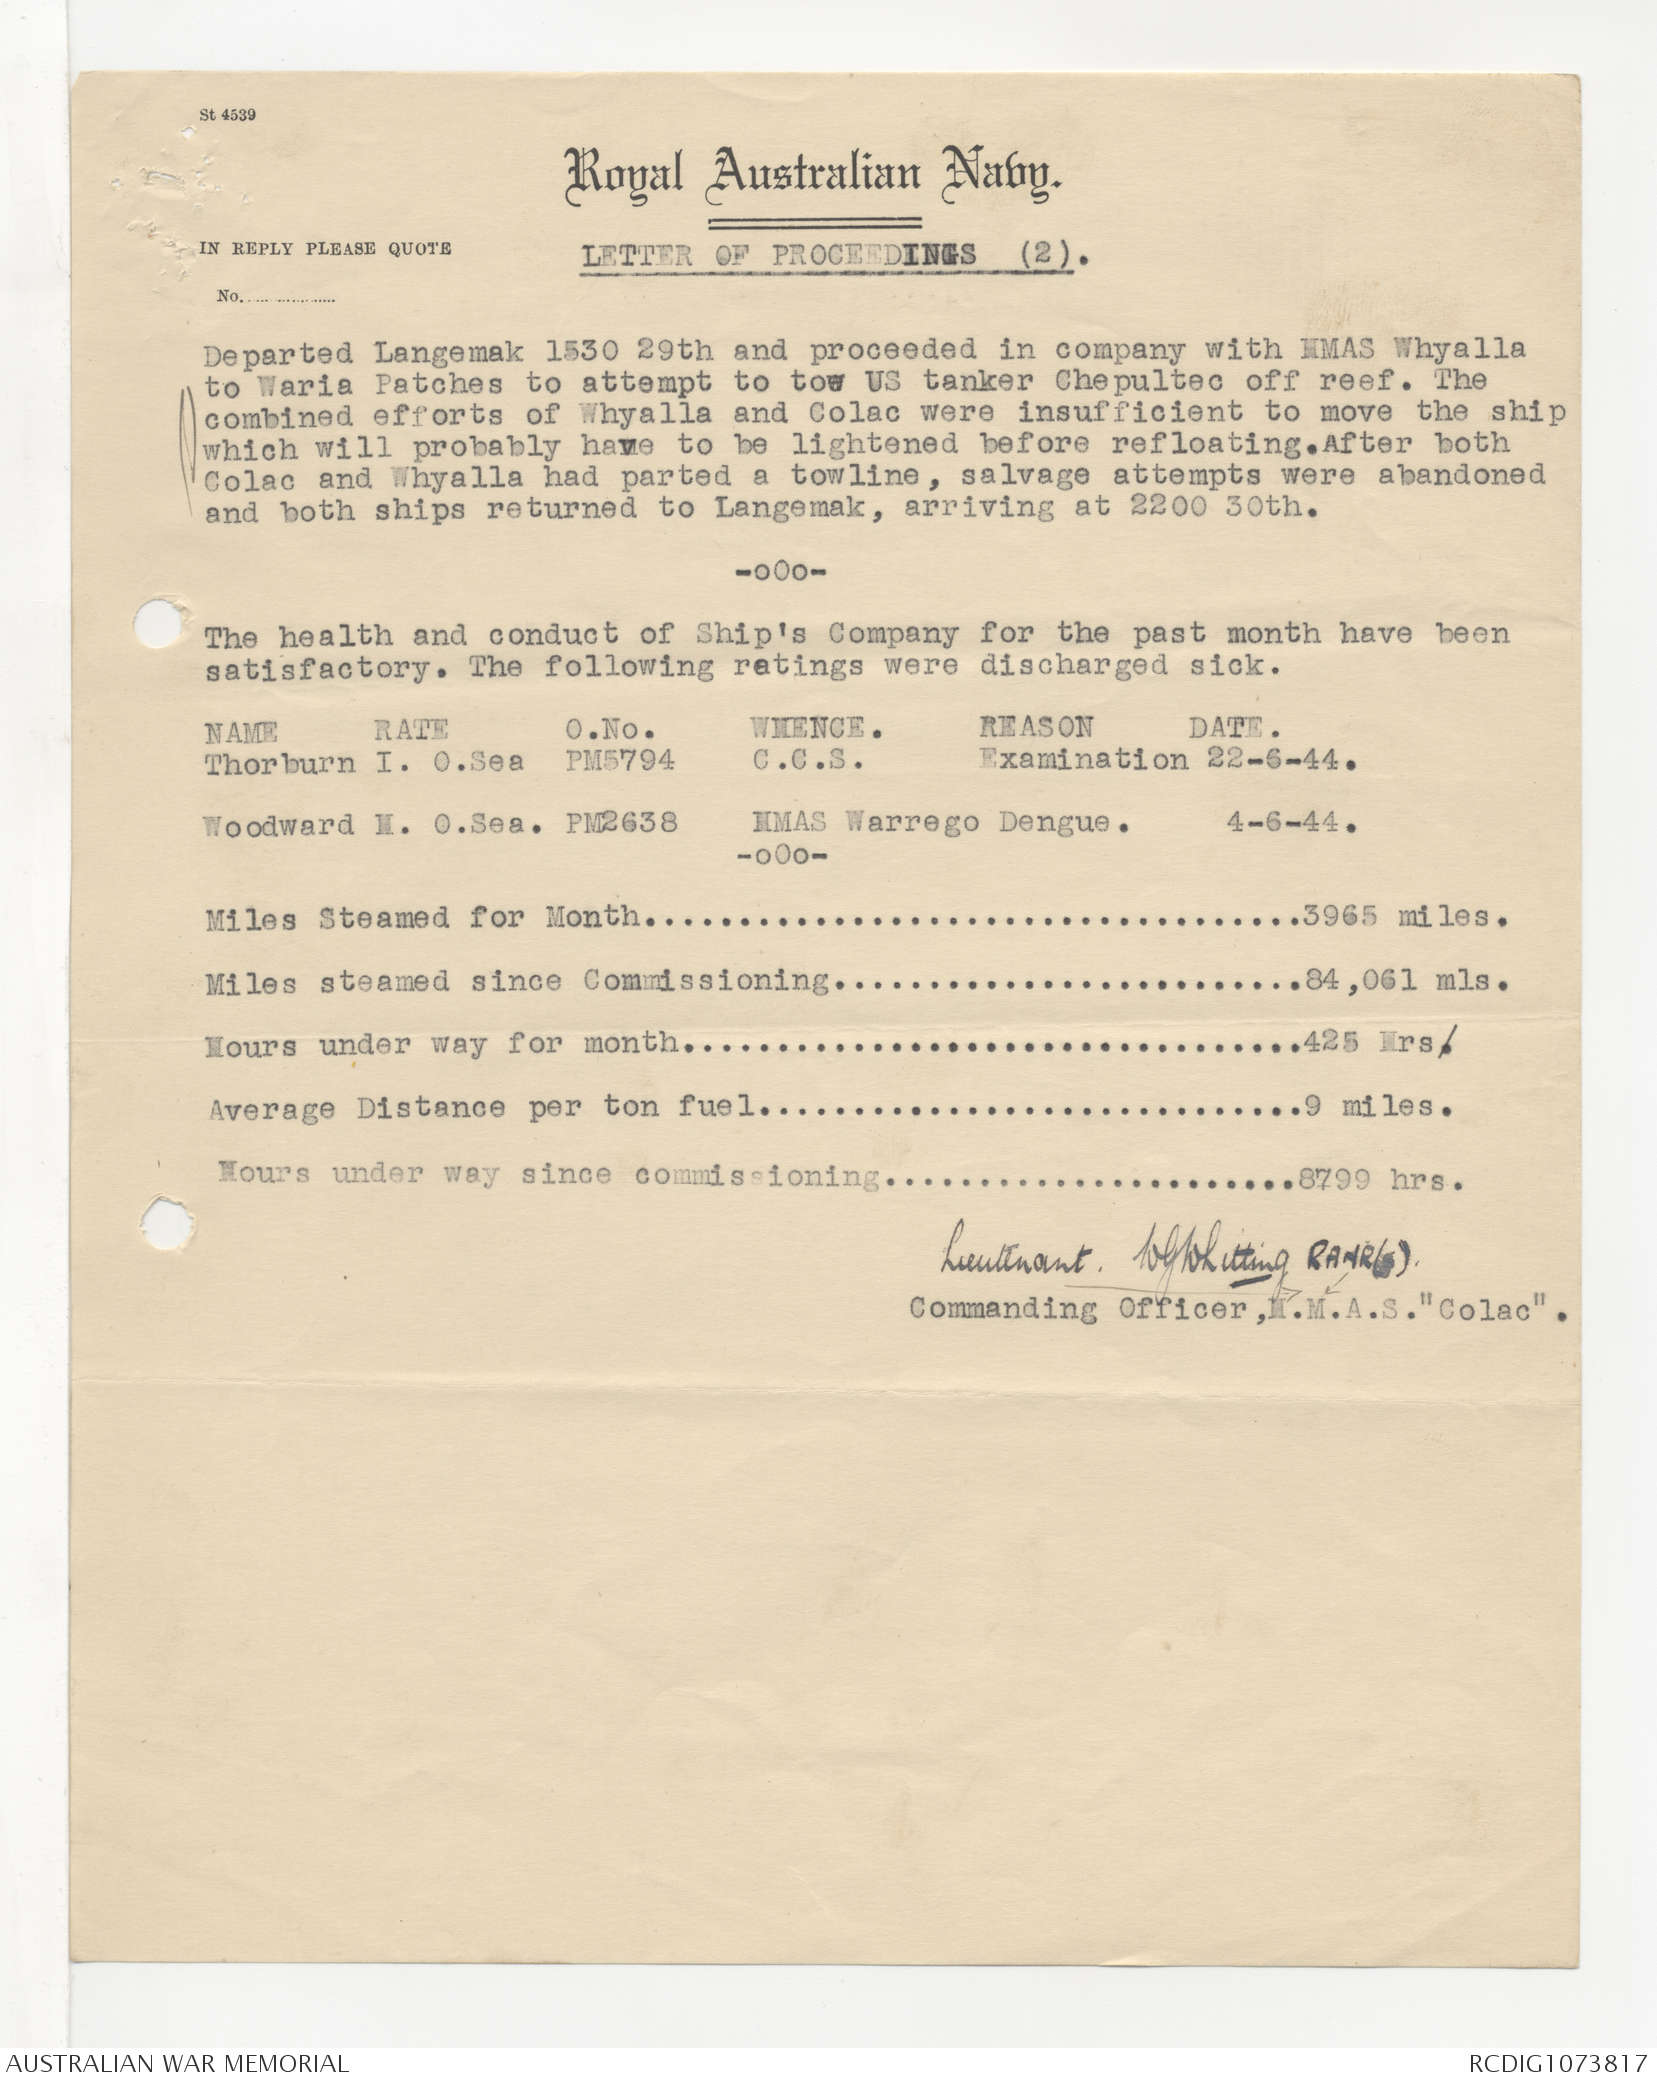 St 4539
Royal Australian Navy.
IN REPLY PLEASE QUOTE
LETTER OF PROCEEDINGS (2).
No...................
Departed Langemak 1530 29th and proceeded in company with HMAS Whyalla
to Waria Patches to attempt to tow US tanker Chepultec off reef. The
combined efforts of Whyalla and Colac were insufficient to move the ship
which will probably have to be lightened before refloating.After both
Colac and Whyalla had parted a towline, salvage attempts were abandoned
and both ships returned to Langemak, arriving at 2200 30th.
-oOo-
The health and conduct of Ship's Company for the past month have been
satisfactory. The following ratings were discharged sick.
NAME RATE O.No. WHENCE. REASON DATE.
Thorburn I. O.Sea PM5794 C.C.S. Examination 22-6-44.
Woodward H. O.Sea. PM2638 HMAS Warrego Dengue. 4-6-44.
-oOo-
Miles Steamed for Month...................................3965 miles.
Miles steamed since Commissioning.........................84,061 mls.
Hours under way for month.................................425 Hrs.
Average Distance per ton fuel.............................9 miles.
Hours under way since commissioning......................8799 hrs.
Lieutenant. WGWhitting RANR(S).
Commanding Officer,H.M.A.S."Colac".
AUSTRALIAN WAR MEMORIAL
RCDIG1073817